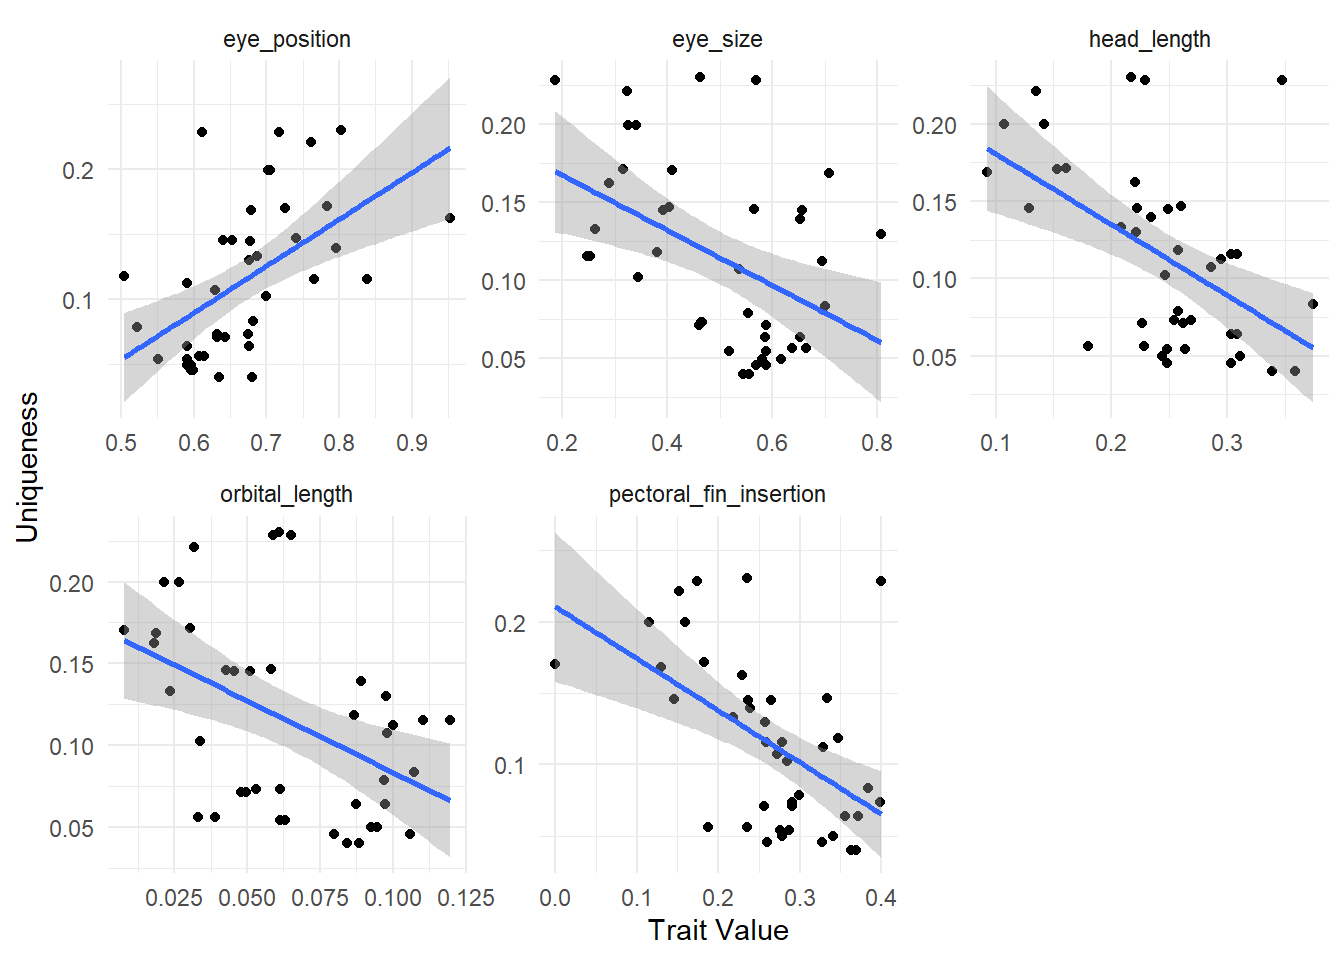 eye_position eye_size head_length
0.2
0.1
0.20
0.15
0.10
0.05
0.20
0.15
0.10
0.05
0.5 0.6 0.7 0.8 0.9
0.2 0.4 0.6 0.8
0.1 0.2 0.3
Uniqueness
orbital_length pectoral_fin_insertion
0.20
0.15
0.10
0.05
0.2
0.1
0.025 0.050 0.075 0.100 0.125
0.0 0.1 0.2 0.3 0.4
Trait Value